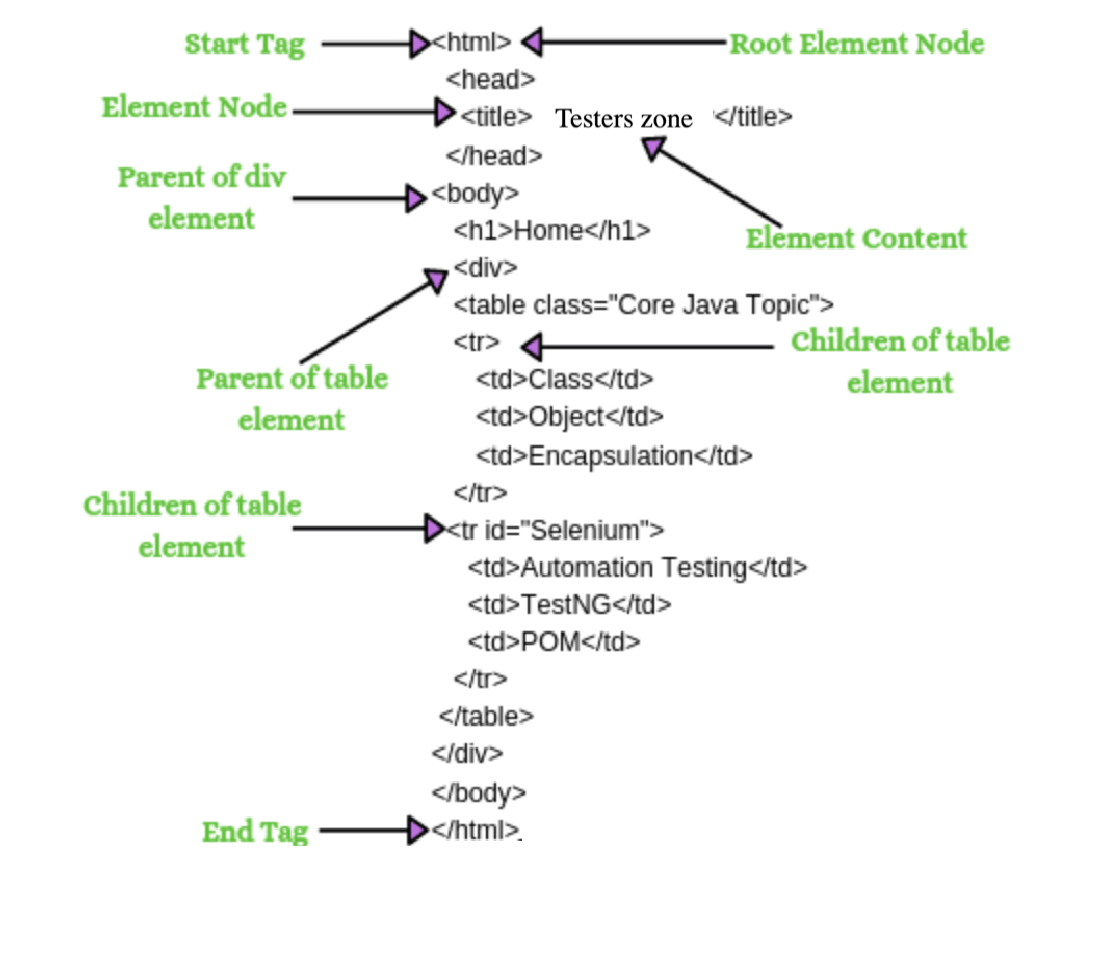 Start Tag <html> Root Element Node
<head>
Element Node <title> Testers zone </title>
</head>
Parent of div
element
<body>
<h1>Home</h1>
Element Content
<div>
<table class="Core Java Topic">
<tr>
Children of table
element
Parent of table
element
<td>Class</td>
<td>Object</td>
<td>Encapsulation</td>
</tr>
Children of table
element
<tr id="Selenium">
<td>Automation Testing</td>
<td>TestNG</td>
<td>POM</td>
</tr>
</table>
</div>
</body>
End Tag </html>